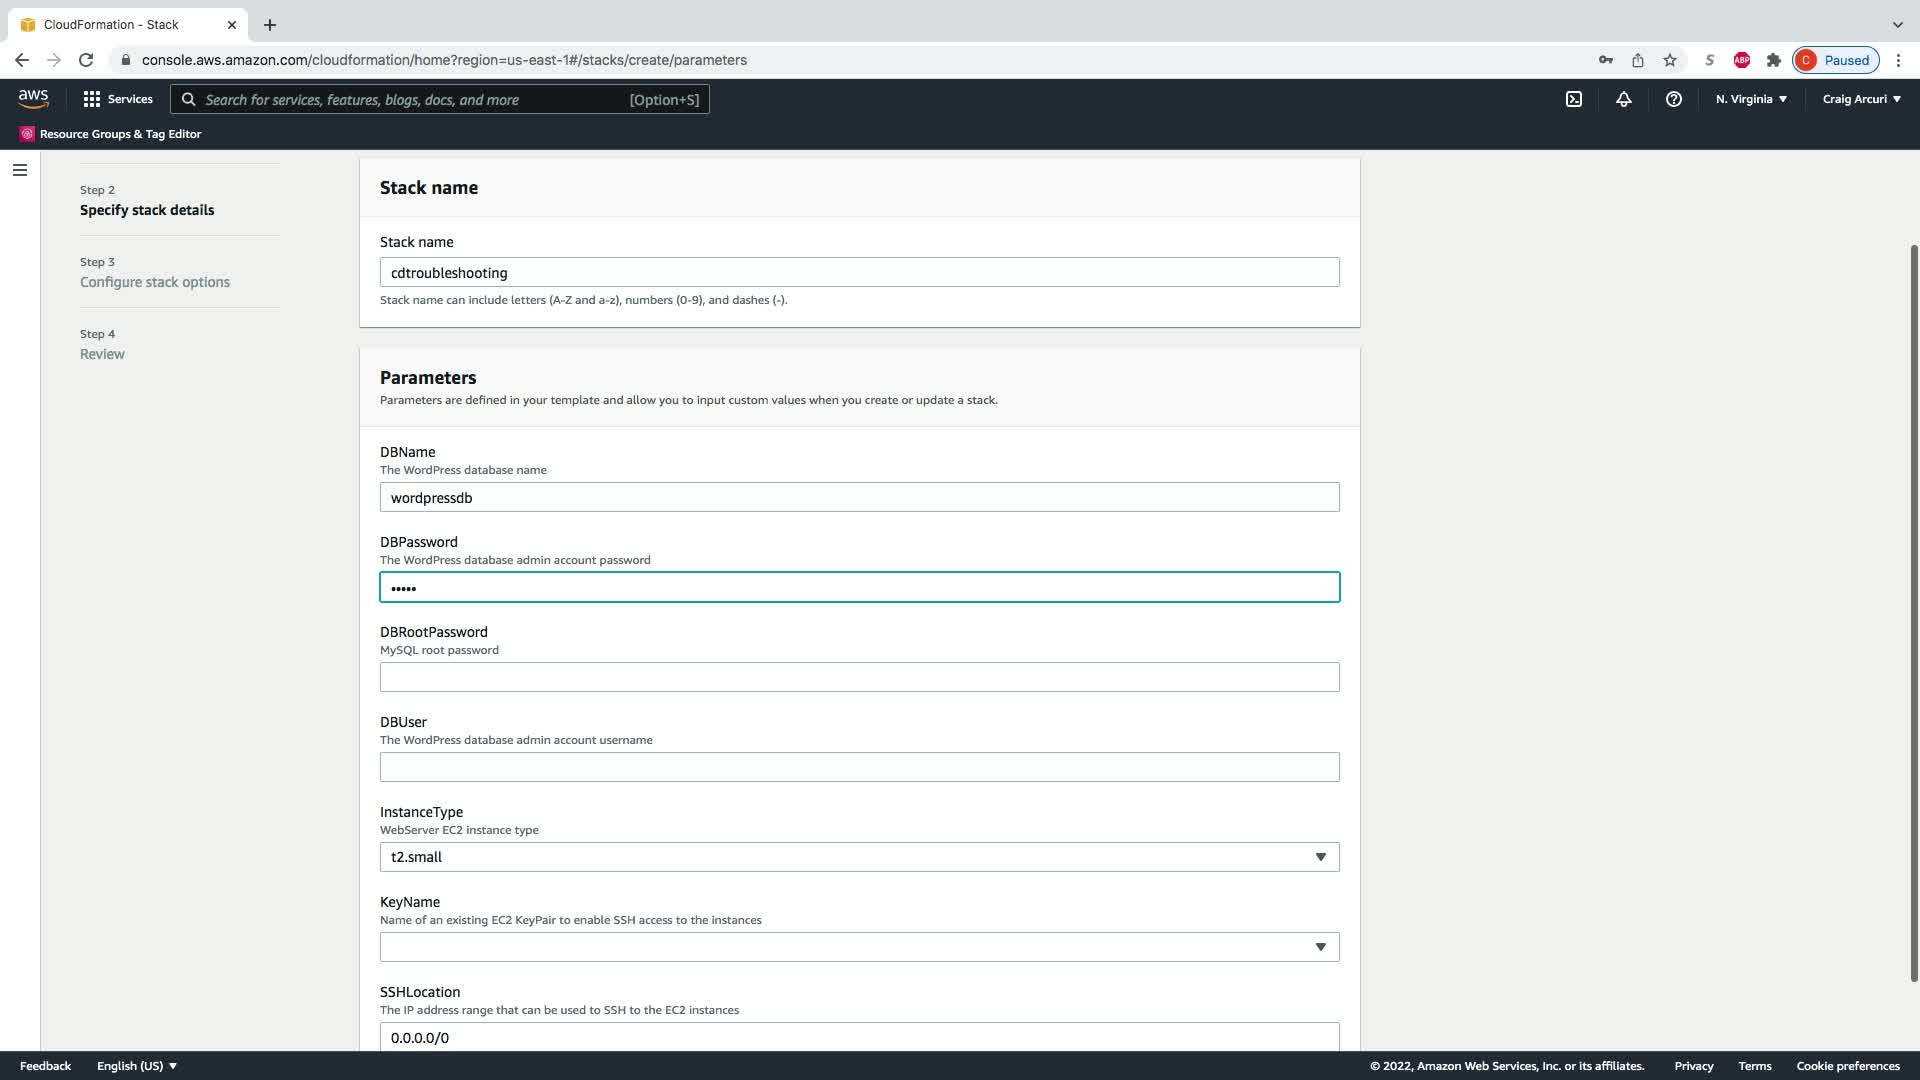 CloudFormation - Stack
console.aws.amazon.com/cloudformation/home?region=us-east-1#/stacks/create/parameters
S
ABP
C
Paused
aws
Services
Search for services, features, blogs, docs, and more
[Option+S]
N. Virginia
Craig Arcuri
Resource Groups & Tag Editor
Step 2
Specify stack details
Step 3
Configure stack options
Step 4
Review
Stack name
Stack name
cdtroubleshooting
Stack name can include letters (A-Z and a-z), numbers (0-9), and dashes (-).
Parameters
Parameters are defined in your template and allow you to input custom values when you create or update a stack.
DBName
The WordPress database name
wordpressdb
DBPassword
The WordPress database admin account password
•••••
DBRootPassword
MySQL root password
DBUser
The WordPress database admin account username
InstanceType
WebServer EC2 instance type
t2.small
KeyName
Name of an existing EC2 KeyPair to enable SSH access to the instances
SSHLocation
The IP address range that can be used to SSH to the EC2 instances
0.0.0.0/0
Feedback
English (US)
© 2022, Amazon Web Services, Inc. or its affiliates.
Privacy
Terms
Cookie preferences